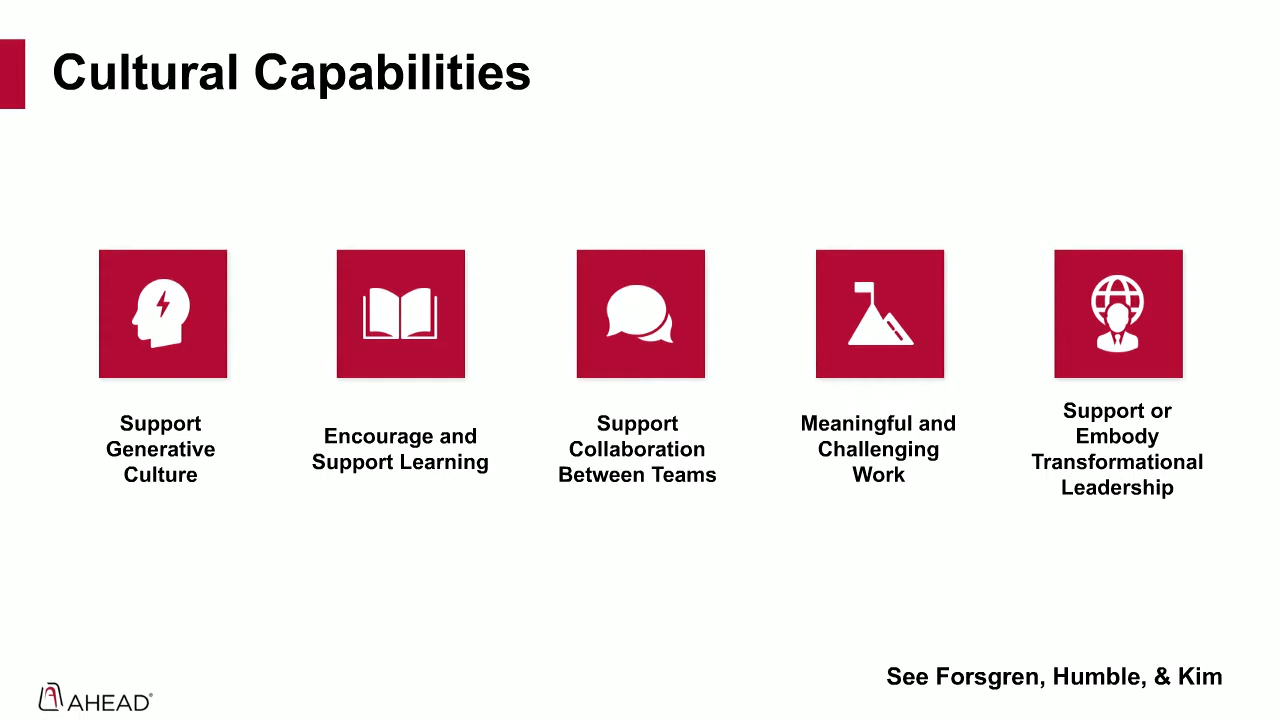 Cultural Capabilities
Support
Generative
Culture
Encourage and
Support Learning
Support
Collaboration
Between Teams
Meaningful and
Challenging
Work
Support or
Embody
Transformational
Leadership
See Forsgren, Humble, & Kim
AHEAD®